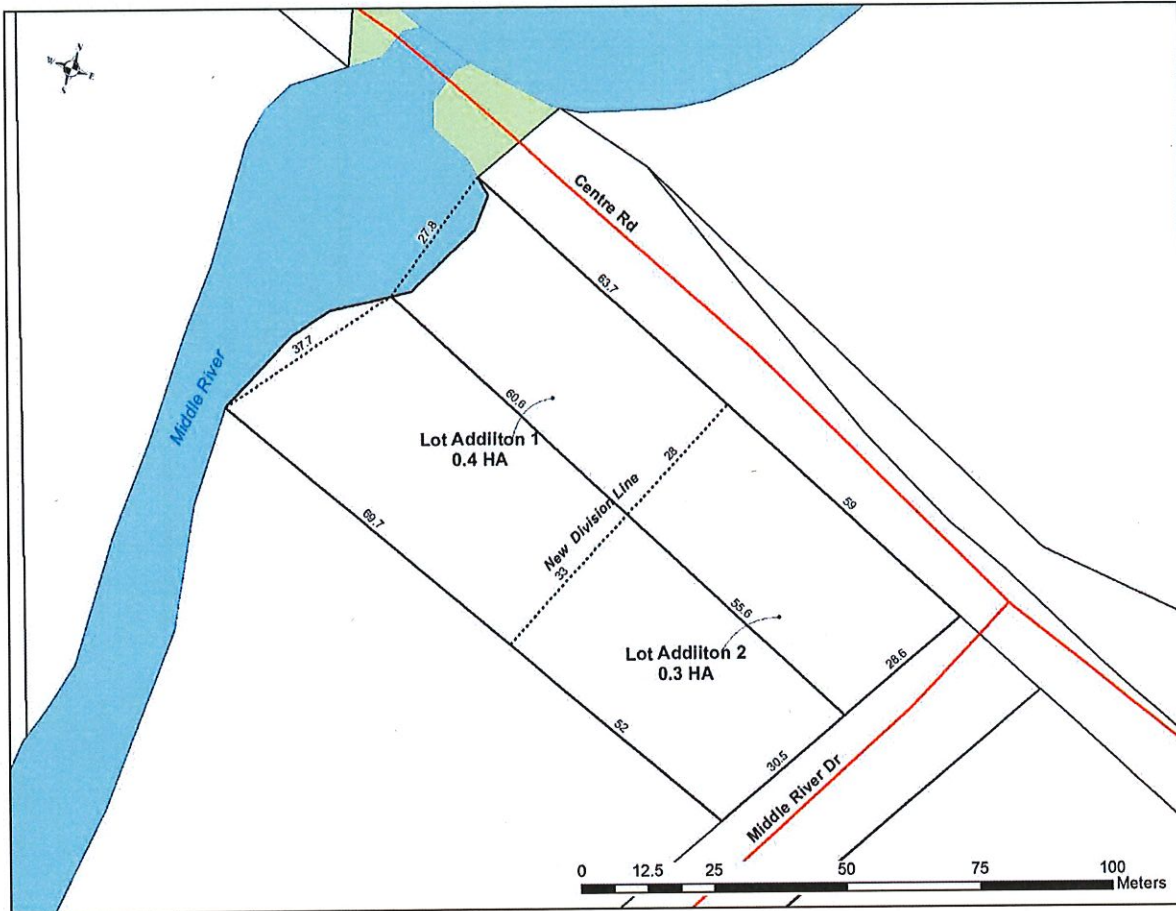 N
W
E
Centre Rd
27.8
63.7
37.7
Middle River
60.6
Lot Addiiton 1
0.4 HA
28
New Division Line
33
59
69.7
55.6
Lot Addiiton 2
0.3 HA
28.6
52
30.5
Middle River Dr
0 12.5 25 50 75 100
Meters